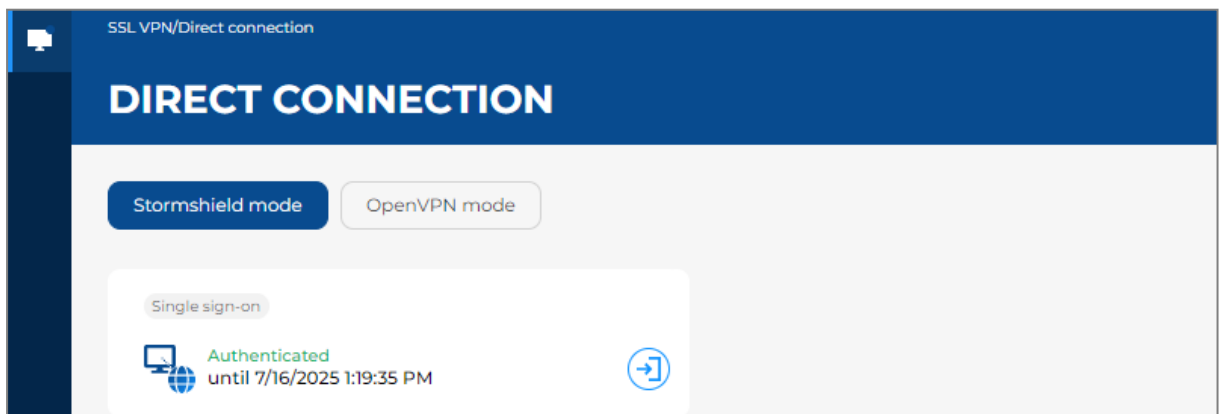 SSL VPN/Direct connection
DIRECT CONNECTION
Stormshield mode
OpenVPN mode
Single sign-on
Authenticated
until 7/16/2025 1:19:35 PM